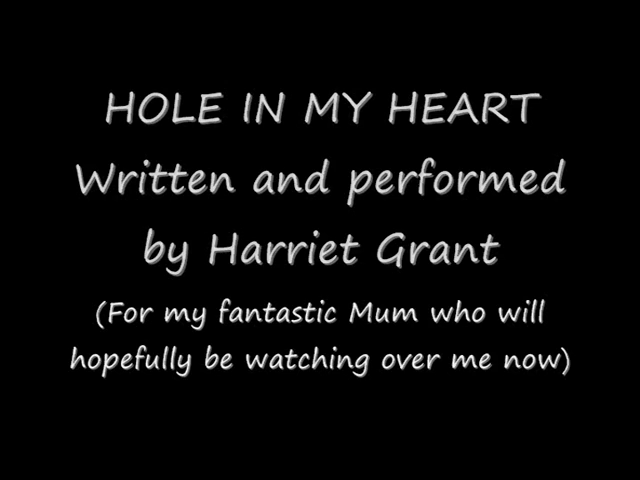 HOLE IN MY HEART
Written and performed
by Harriet Grant
(For my fantastic Mum who will
hopefully be watching over me now)